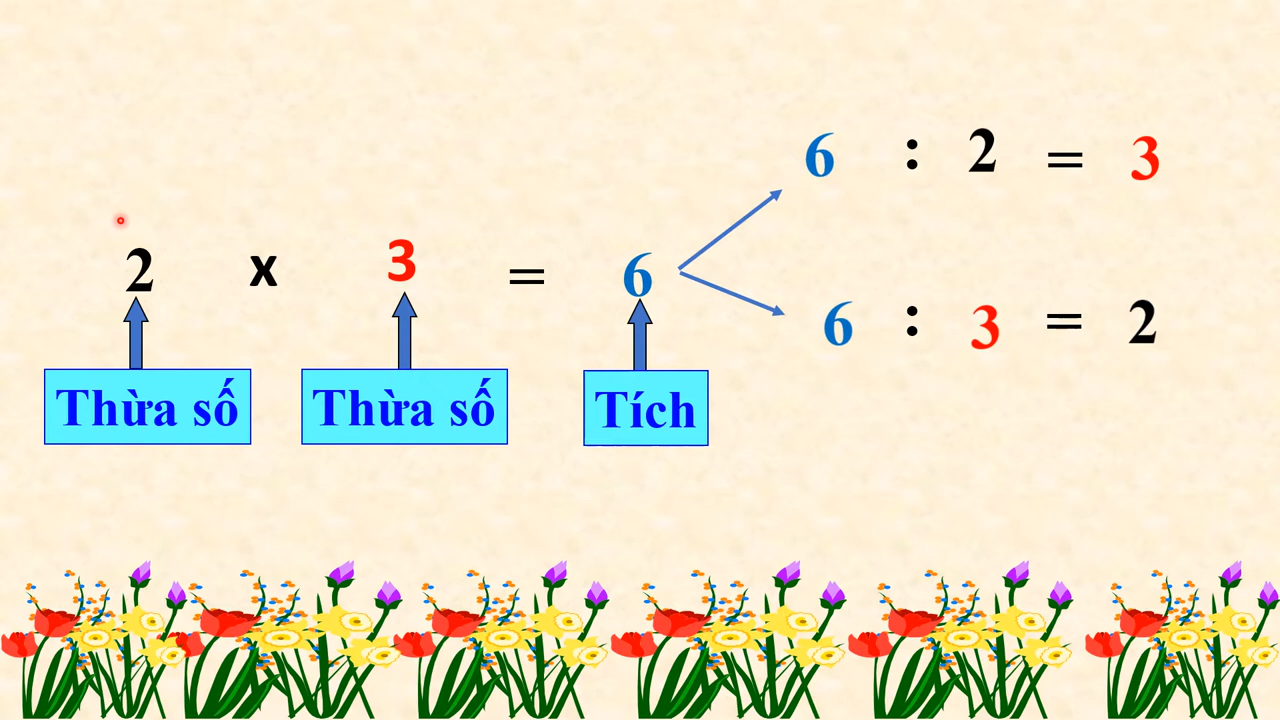 6 : 2 = 3
2 x 3 = 6
6 : 3 = 2
Thừa số Thừa số Tích